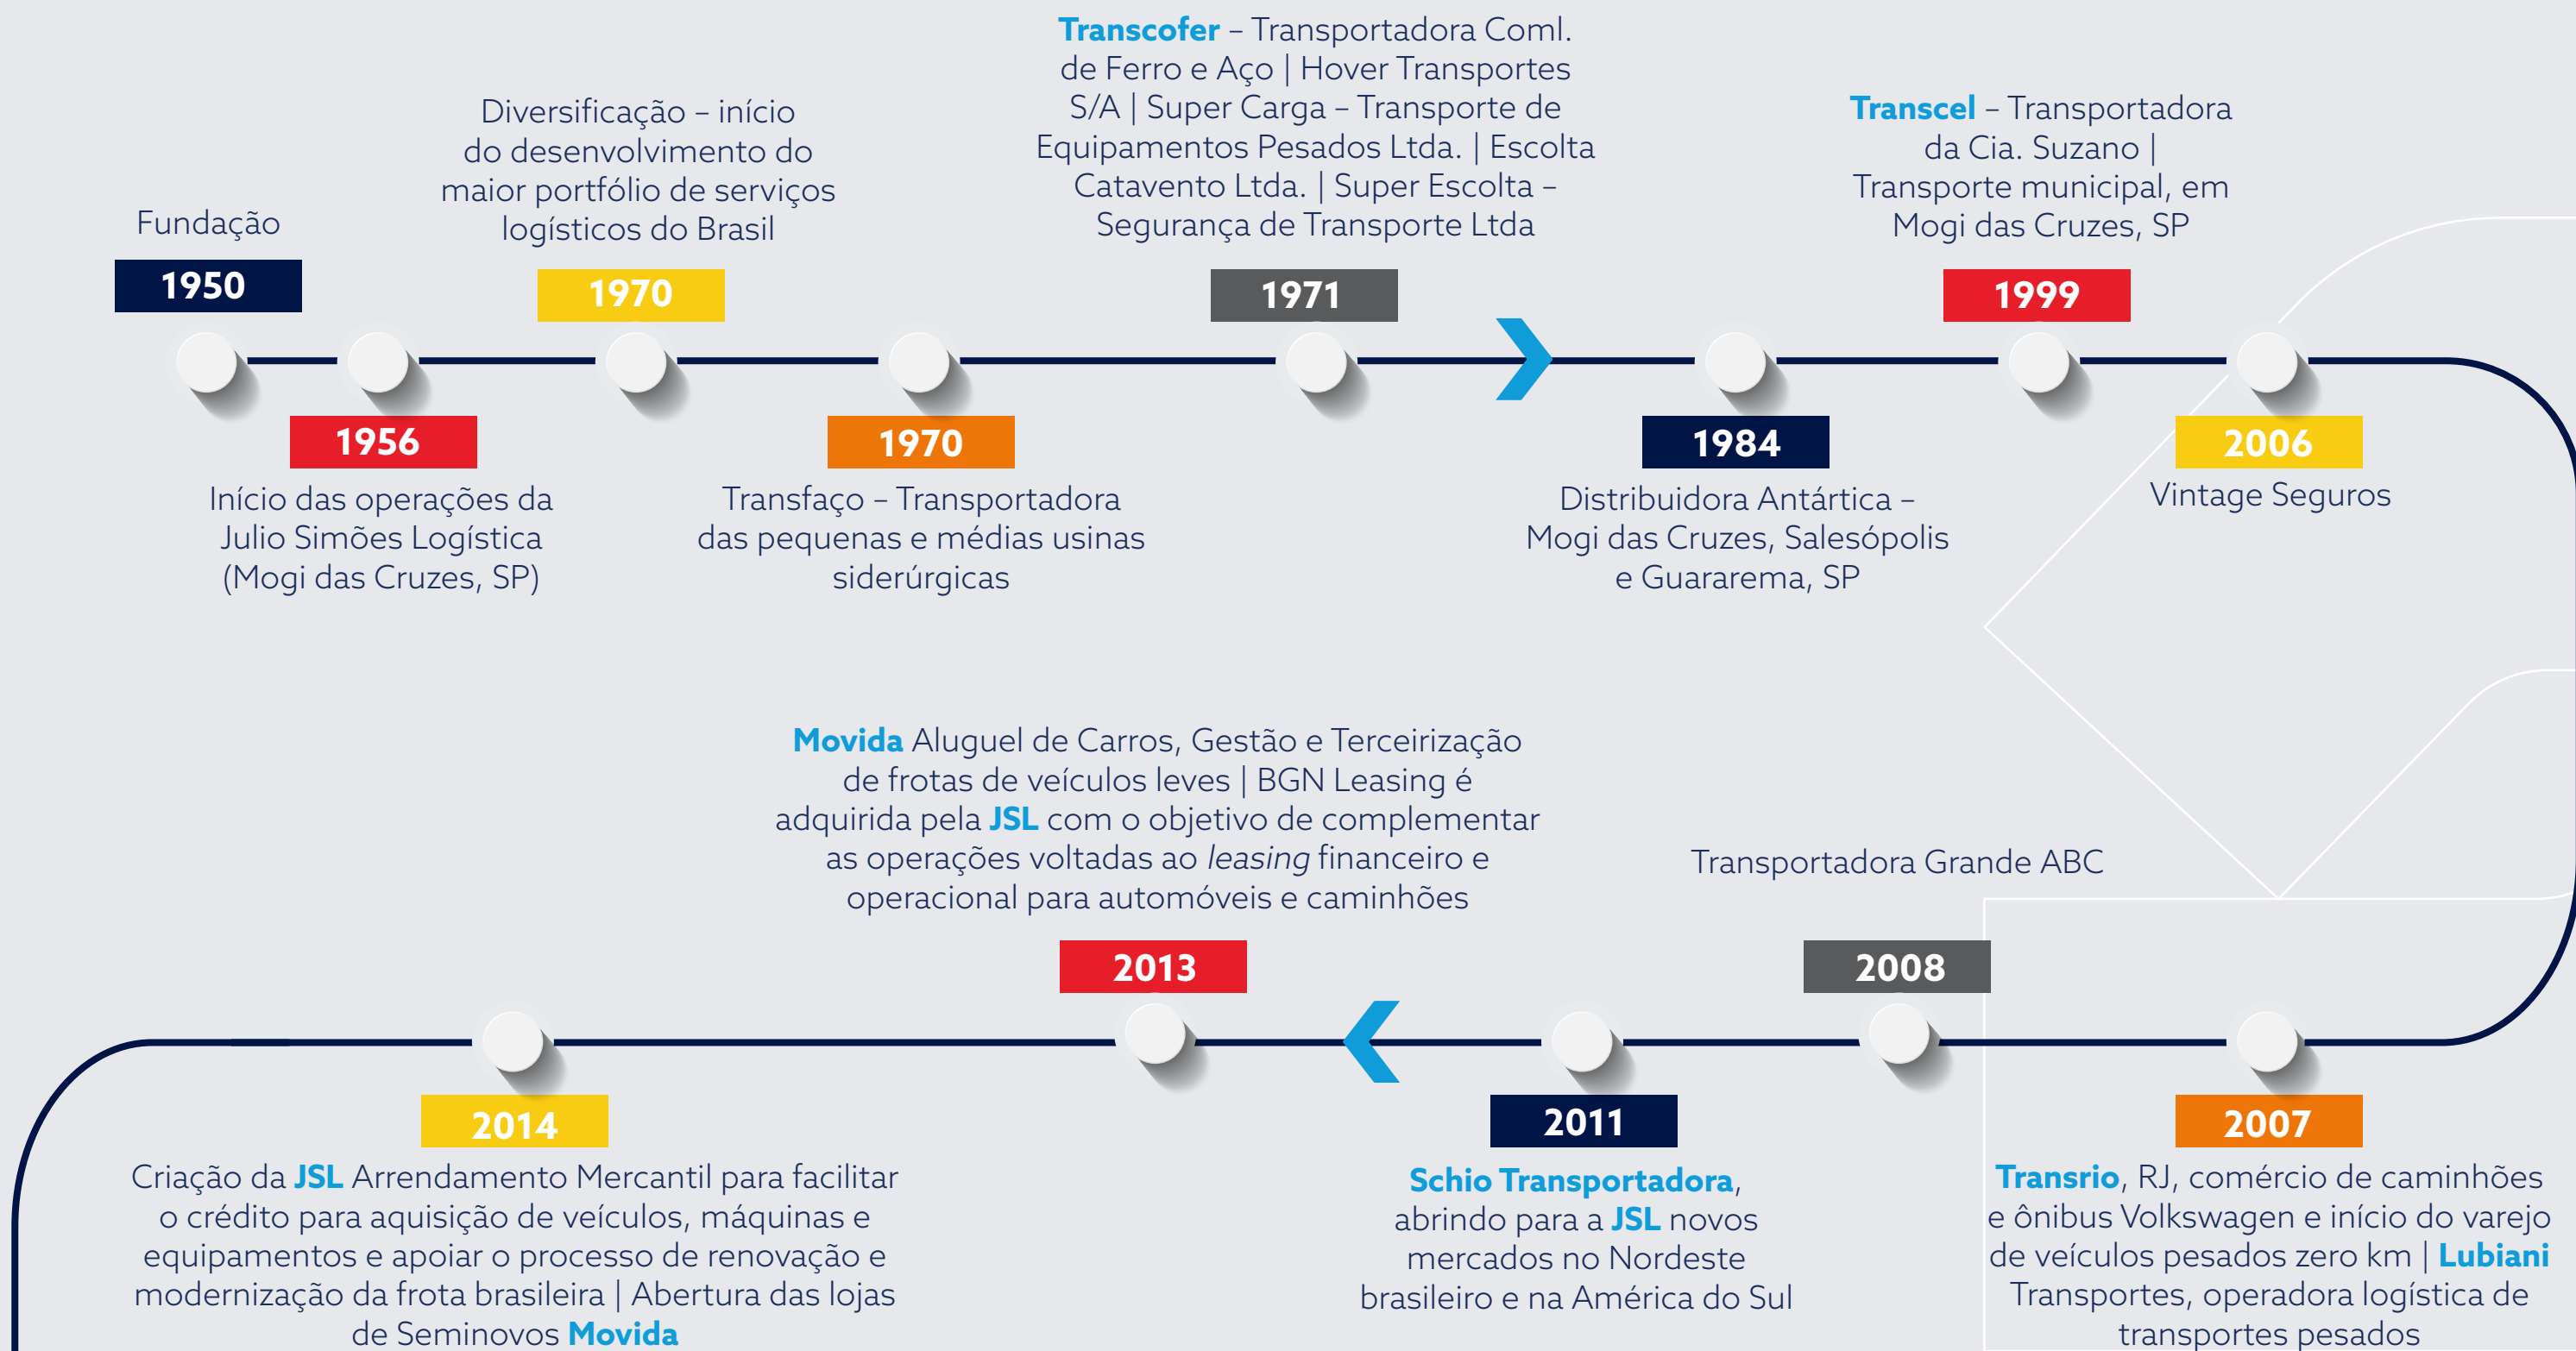 Fundação
1950
1956
Início das operações da
Julio Simões Logística
(Mogi das Cruzes, SP)
Diversificação – início
do desenvolvimento do
maior portfólio de serviços
logísticos do Brasil
1970
1970
Transfaço – Transportadora
das pequenas e médias usinas
siderúrgicas
Transcofer – Transportadora Coml.
de Ferro e Aço | Hover Transportes
S/A | Super Carga – Transporte de
Equipamentos Pesados Ltda. | Escolta
Catavento Ltda. | Super Escolta –
Segurança de Transporte Ltda
1971
1984
Distribuidora Antártica –
Mogi das Cruzes, Salesópolis
e Guararema, SP
Transcel – Transportadora
da Cia. Suzano |
Transporte municipal, em
Mogi das Cruzes, SP
1999
2006
Vintage Seguros
2007
Transrio, RJ, comércio de caminhões
e ônibus Volkswagen e início do varejo
de veículos pesados zero km | Lubiani
Transportes, operadora logística de
transportes pesados
Transportadora Grande ABC
2008
2011
Schio Transportadora,
abrindo para a JSL novos
mercados no Nordeste
brasileiro e na América do Sul
Movida Aluguel de Carros, Gestão e Terceirização
de frotas de veículos leves | BGN Leasing é
adquirida pela JSL com o objetivo de complementar
as operações voltadas ao leasing financeiro e
operacional para automóveis e caminhões
2013
2014
Criação da JSL Arrendamento Mercantil para facilitar
o crédito para aquisição de veículos, máquinas e
equipamentos e apoiar o processo de renovação e
modernização da frota brasileira | Abertura das lojas
de Seminovos Movida